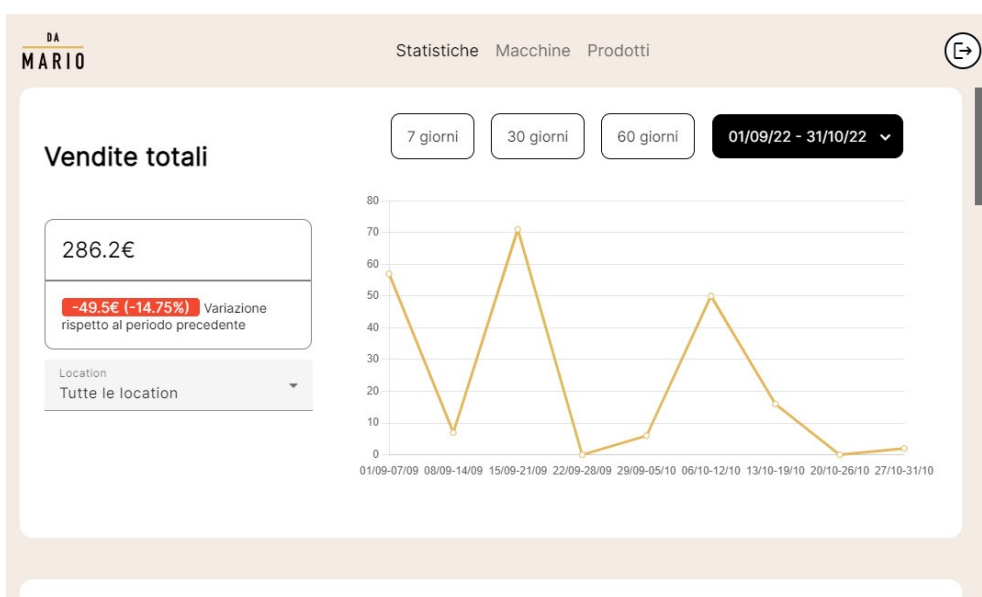 DA
MARIO
Statistiche Macchine Prodotti
Vendite totali
7 giorni 30 giorni 60 giorni 01/09/22 - 31/10/22
286.2€
-49.5€ (-14.75%) Variazione
rispetto al periodo precedente
Location
Tutte le location
80
70
60
50
40
30
20
10
0
01/09-07/09 08/09-14/09 15/09-21/09 22/09-28/09 29/09-05/10 06/10-12/10 13/10-19/10 20/10-26/10 27/10-31/10